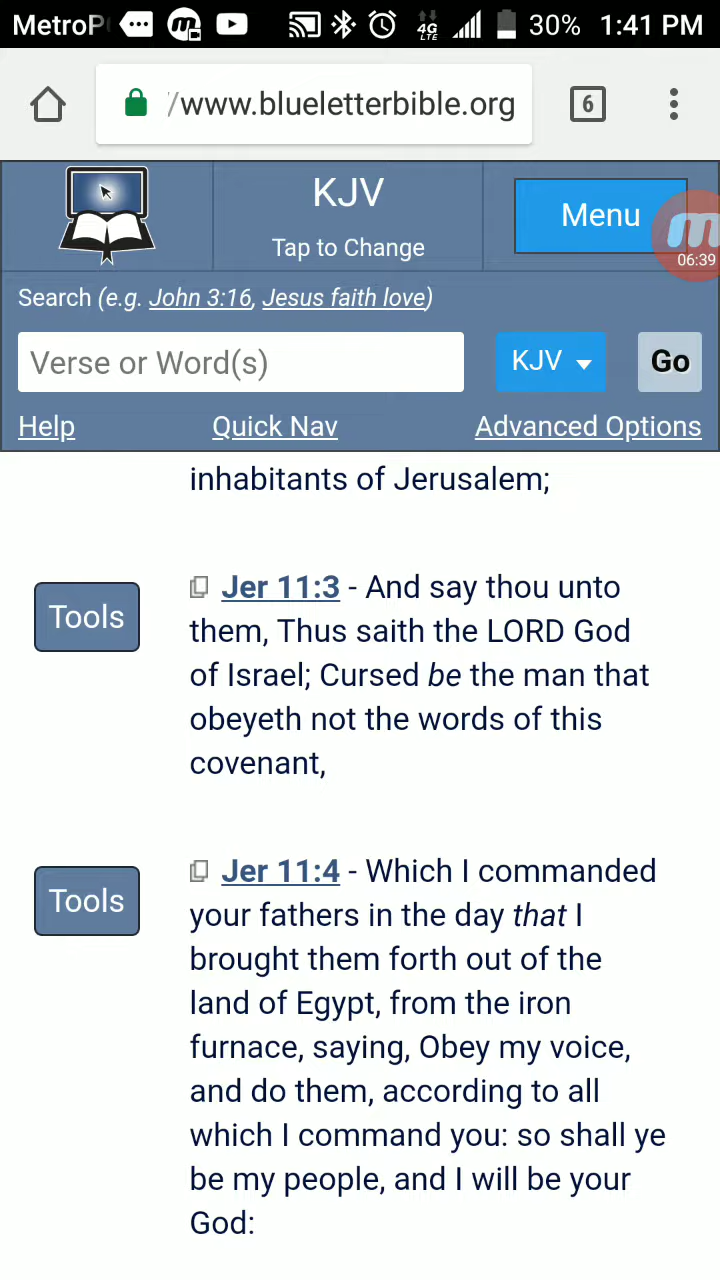 MetroP 30% 1:41 PM
4G
LTE
/www.blueletterbible.org 6
KJV
Tap to Change
Menu
06:39
Search (e.g. John 3:16, Jesus faith love)
Verse or Word(s) KJV Go
Help Quick Nav Advanced Options
inhabitants of Jerusalem;
Tools
Jer 11:3 - And say thou unto
them, Thus saith the LORD God
of Israel; Cursed be the man that
obeyeth not the words of this
covenant,
Tools
Jer 11:4 - Which I commanded
your fathers in the day that I
brought them forth out of the
land of Egypt, from the iron
furnace, saying, Obey my voice,
and do them, according to all
which I command you: so shall ye
be my people, and I will be your
God: